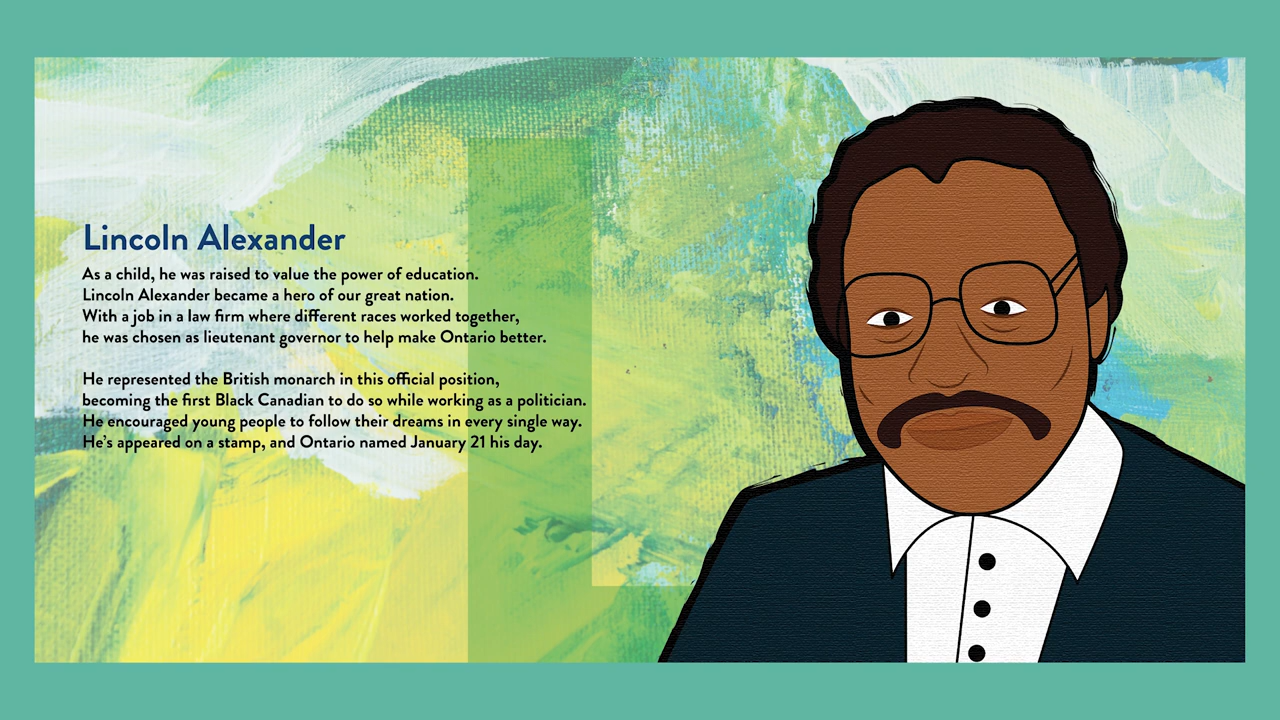 Lincoln Alexander
As a child, he was raised to value the power of education.
Lincoln Alexander became a hero of our great nation.
With a job in a law firm where different races worked together,
he was chosen as lieutenant governor to help make Ontario better.
He represented the British monarch in this official position,
becoming the first Black Canadian to do so while working as a politician.
He encouraged young people to follow their dreams in every single way.
He's appeared on a stamp, and Ontario named January 21 his day.